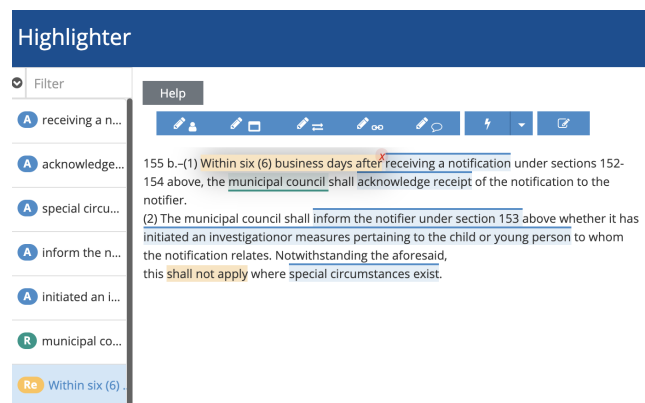 Highlighter
Filter
Help
A receiving a n...
A acknowledge...
A special circu...
A inform the n...
A initiated an i...
R municipal co...
Re Within six (6) ..
155 b.–(1) Within six (6) business days after x receiving a notification under sections 152-
154 above, the municipal council shall acknowledge receipt of the notification to the
notifier.
(2) The municipal council shall inform the notifier under section 153 above whether it has
initiated an investigationor measures pertaining to the child or young person to whom
the notification relates. Notwithstanding the aforesaid,
this shall not apply where special circumstances exist.